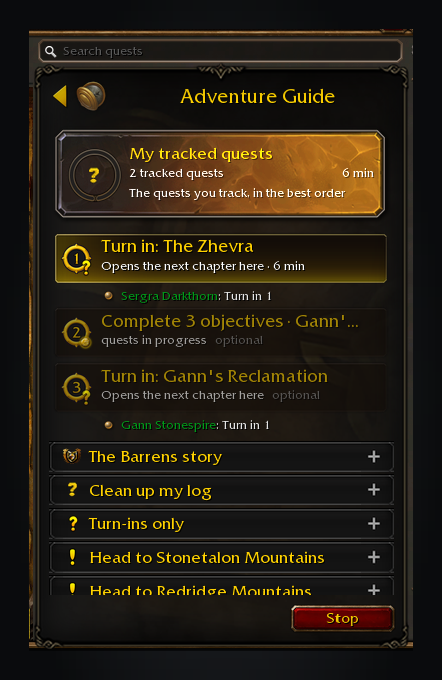 Search quests
Adventure Guide
My tracked quests
2 tracked quests 6 min
The quests you track, in the best order
?
1
Turn in: The Zhevra
Opens the next chapter here · 6 min
Sergra Darkthorn: Turn in 1
2
Complete 3 objectives · Gann'...
quests in progress optional
3
Turn in: Gann's Reclamation
Opens the next chapter here optional
Gann Stonespire: Turn in 1
The Barrens story +
? Clean up my log +
? Turn-ins only +
! Head to Stonetalon Mountains +
! Head to Redridge Mountains +
Stop